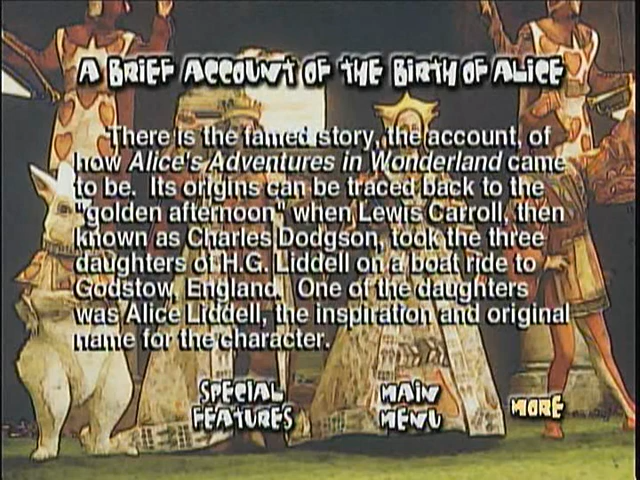 A BRIEF ACCOUNT OF THE BIRTH OF ALICE
There is the famed story, the account, of
how Alice's Adventures in Wonderland came
to be. Its origins can be traced back to the
"golden afternoon" when Lewis Carroll, then
known as Charles Dodgson, took the three
daughters of H.G. Liddell on a boat ride to
Godstow, England. One of the daughters
was Alice Liddell, the inspiration and original
name for the character.
SPECIAL FEATURES
MAIN MENU
MORE